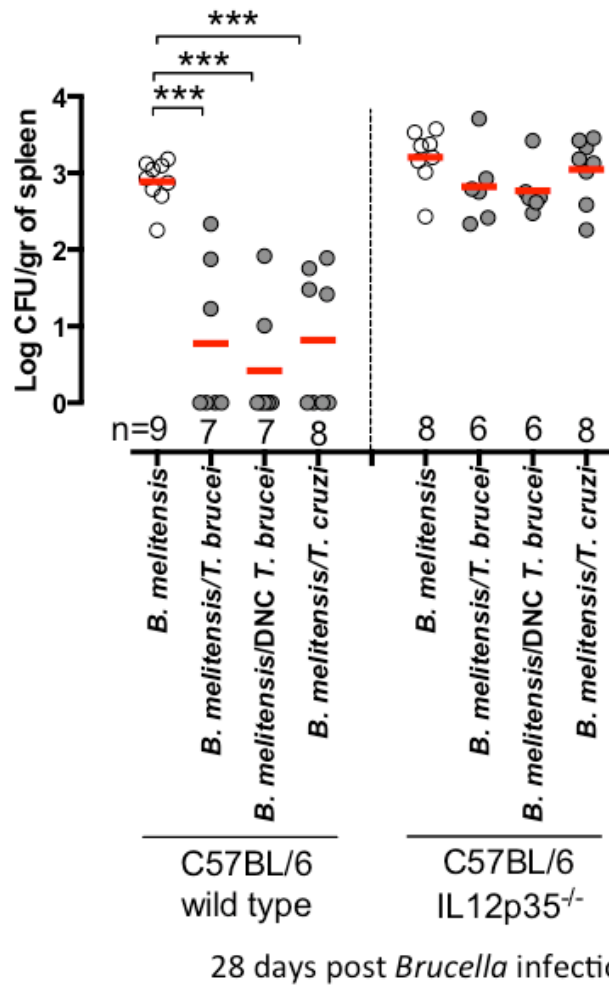 ***
***
***
Log CFU/gr of spleen
4
3
2
1
0
n=9 7 7 8 8 6 6 8
B. melitensis
B. melitensis/T. brucei
B. melitensis/DNC T. brucei
B. melitensis/T. cruzi
B. melitensis
B. melitensis/T. brucei
B. melitensis/DNC T. brucei
B. melitensis/T. cruzi
C57BL/6
wild type
C57BL/6
IL12p35-/-
28 days post Brucella infectio